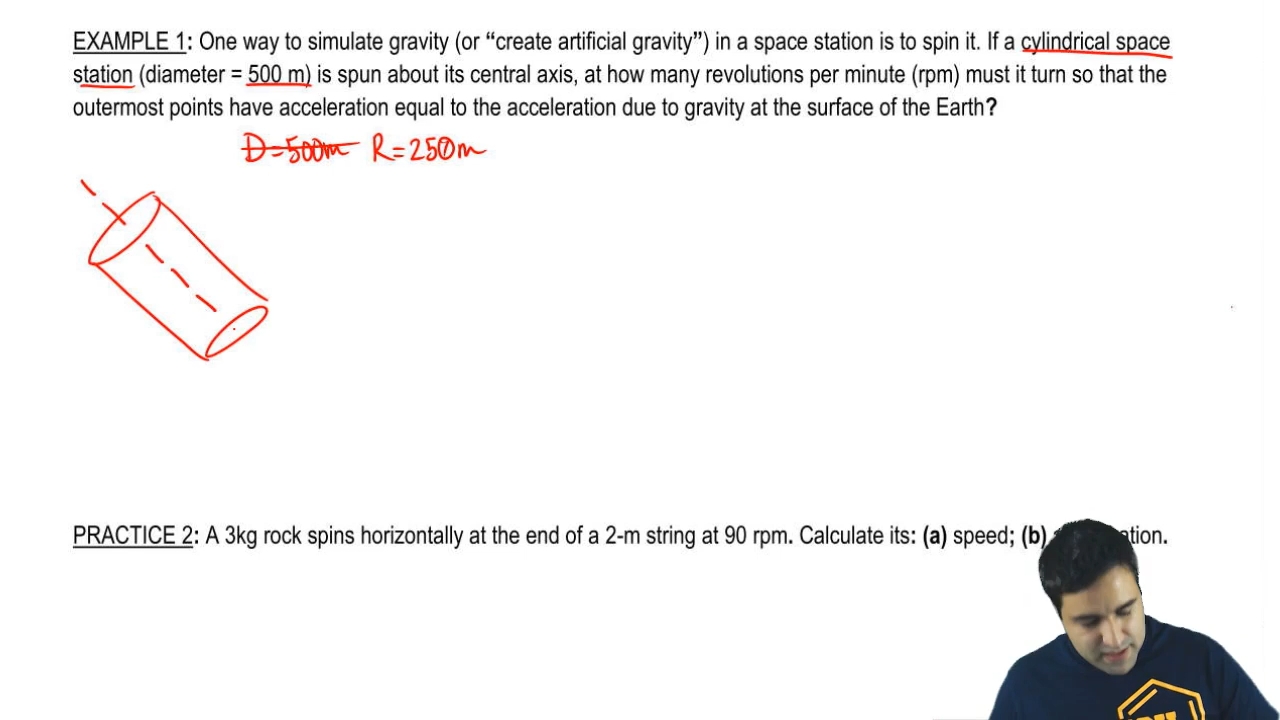 EXAMPLE 1: One way to simulate gravity (or “create artificial gravity”) in a space station is to spin it. If a cylindrical space
station (diameter = 500 m) is spun about its central axis, at how many revolutions per minute (rpm) must it turn so that the
outermost points have acceleration equal to the acceleration due to gravity at the surface of the Earth?
D=500m R=250m
PRACTICE 2: A 3kg rock spins horizontally at the end of a 2-m string at 90 rpm. Calculate its: (a) speed; (b)